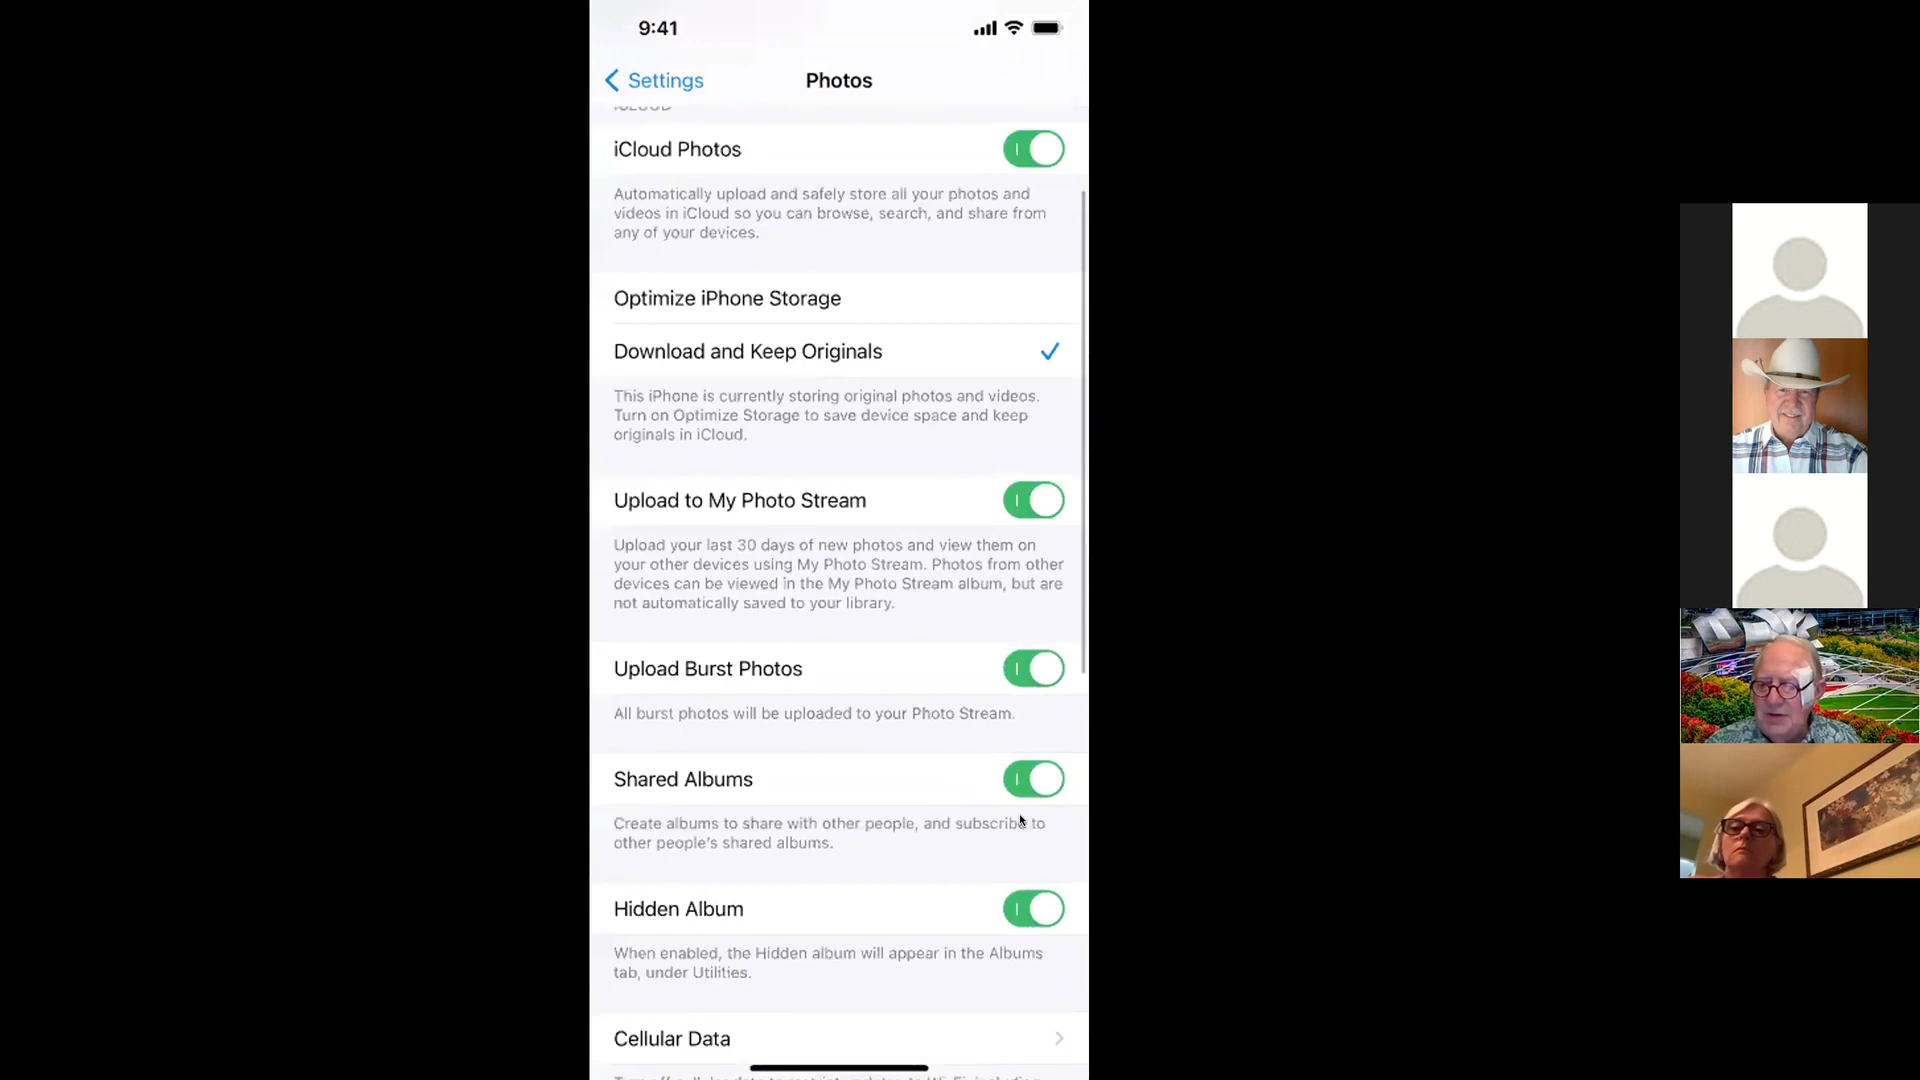 9:41
Settings
Photos
ICLOUD
iCloud Photos
Automatically upload and safely store all your photos and
videos in iCloud so you can browse, search, and share from
any of your devices.
Optimize iPhone Storage
Download and Keep Originals
This iPhone is currently storing original photos and videos.
Turn on Optimize Storage to save device space and keep
originals in iCloud.
Upload to My Photo Stream
Upload your last 30 days of new photos and view them on
your other devices using My Photo Stream. Photos from other
devices can be viewed in the My Photo Stream album, but are
not automatically saved to your library.
Upload Burst Photos
All burst photos will be uploaded to your Photo Stream.
Shared Albums
Create albums to share with other people, and subscribe to
other people's shared albums.
Hidden Album
When enabled, the Hidden album will appear in the Albums
tab, under Utilities.
Cellular Data